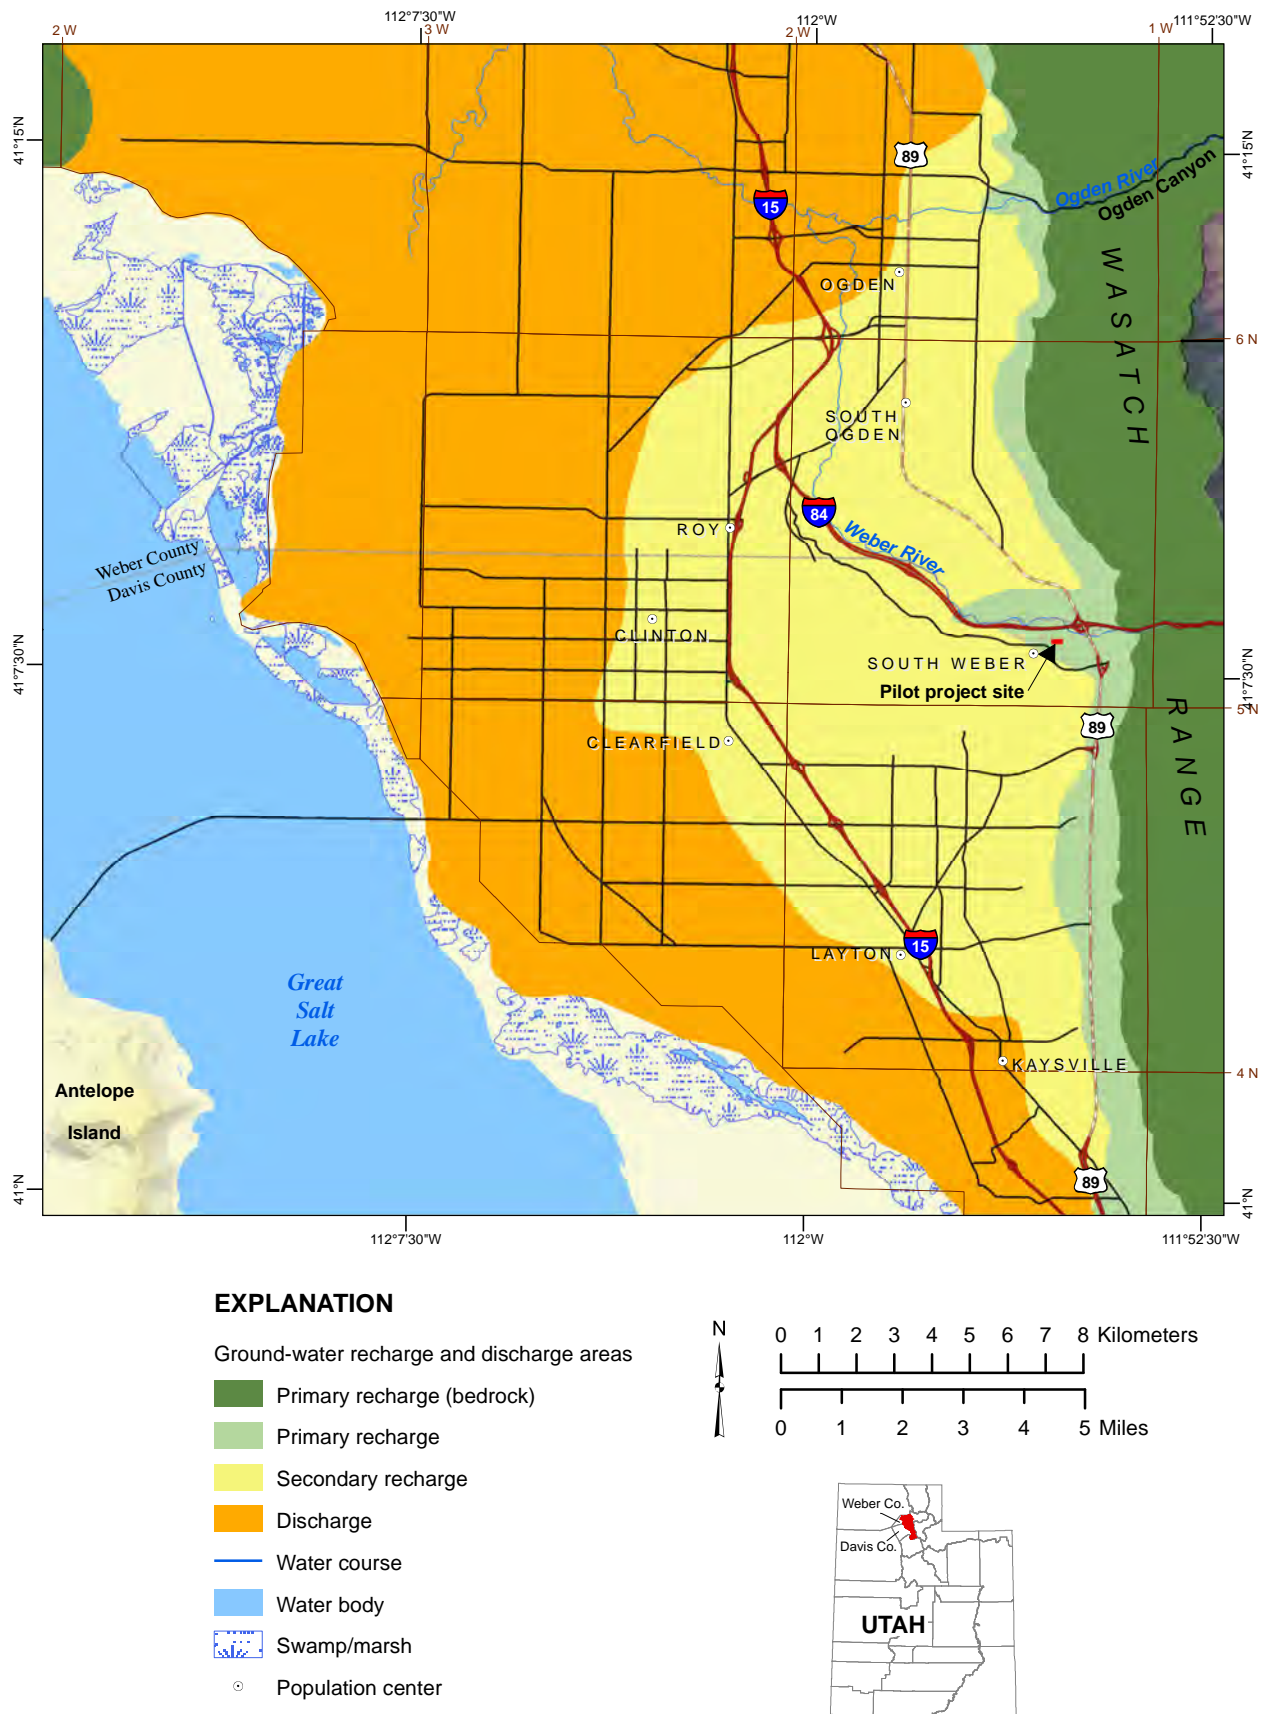 112°7'30"W
112°W
111°52'30"W
2 W
3 W
2 W
1 W
41°15'N
41°15'N
89
Ogden River
Ogden Canyon
15
WASATCH
OGDEN
6 N
SOUTH
OGDEN
84
ROY
Weber River
Weber County
Davis County
CLINTON
SOUTH WEBER
41°7'30"N
41°7'30"N
Pilot project site
RANGE
5 N
89
CLEARFIELD
15
LAYTON
Great
Salt
Lake
KAYSVILLE
4 N
Antelope
Island
89
41°N
41°N
112°7'30"W
112°W
111°52'30"W
EXPLANATION
Ground-water recharge and discharge areas
Primary recharge (bedrock)
Primary recharge
Secondary recharge
Discharge
Water course
Water body
Swamp/marsh
Population center
N
0 1 2 3 4 5 6 7 8 Kilometers
0 1 2 3 4 5 Miles
Weber Co.
Davis Co.
UTAH